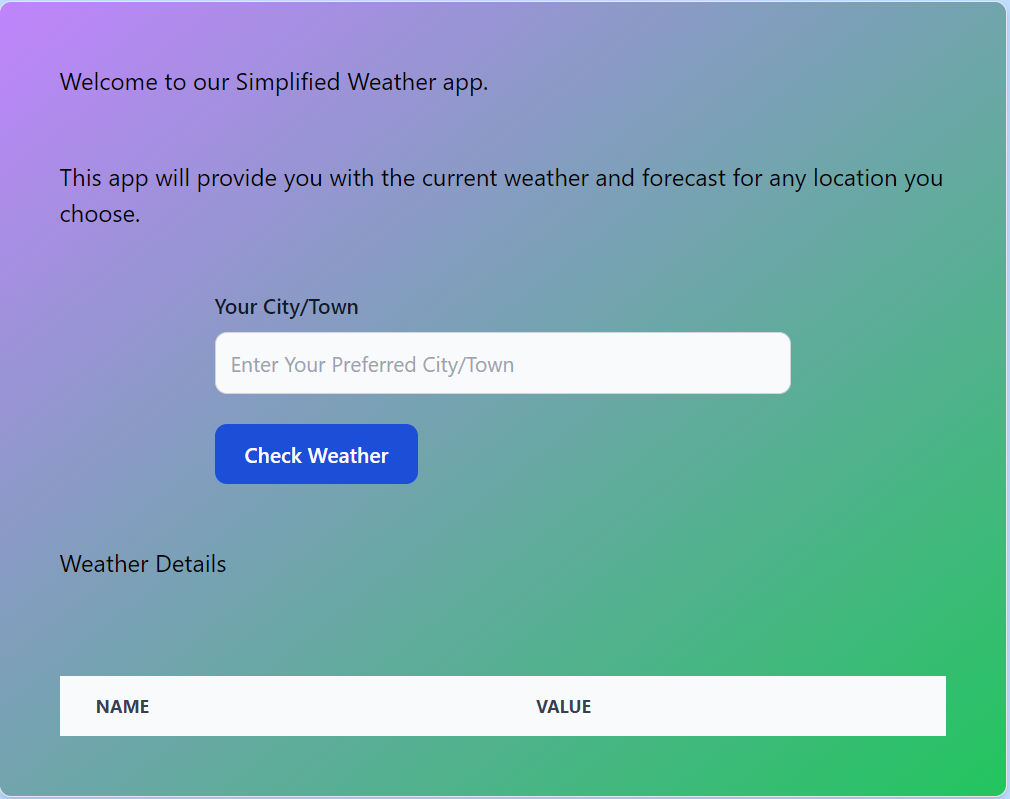 Welcome to our Simplified Weather app.
This app will provide you with the current weather and forecast for any location you
choose.
Your City/Town
Enter Your Preferred City/Town
Check Weather
Weather Details
NAME VALUE